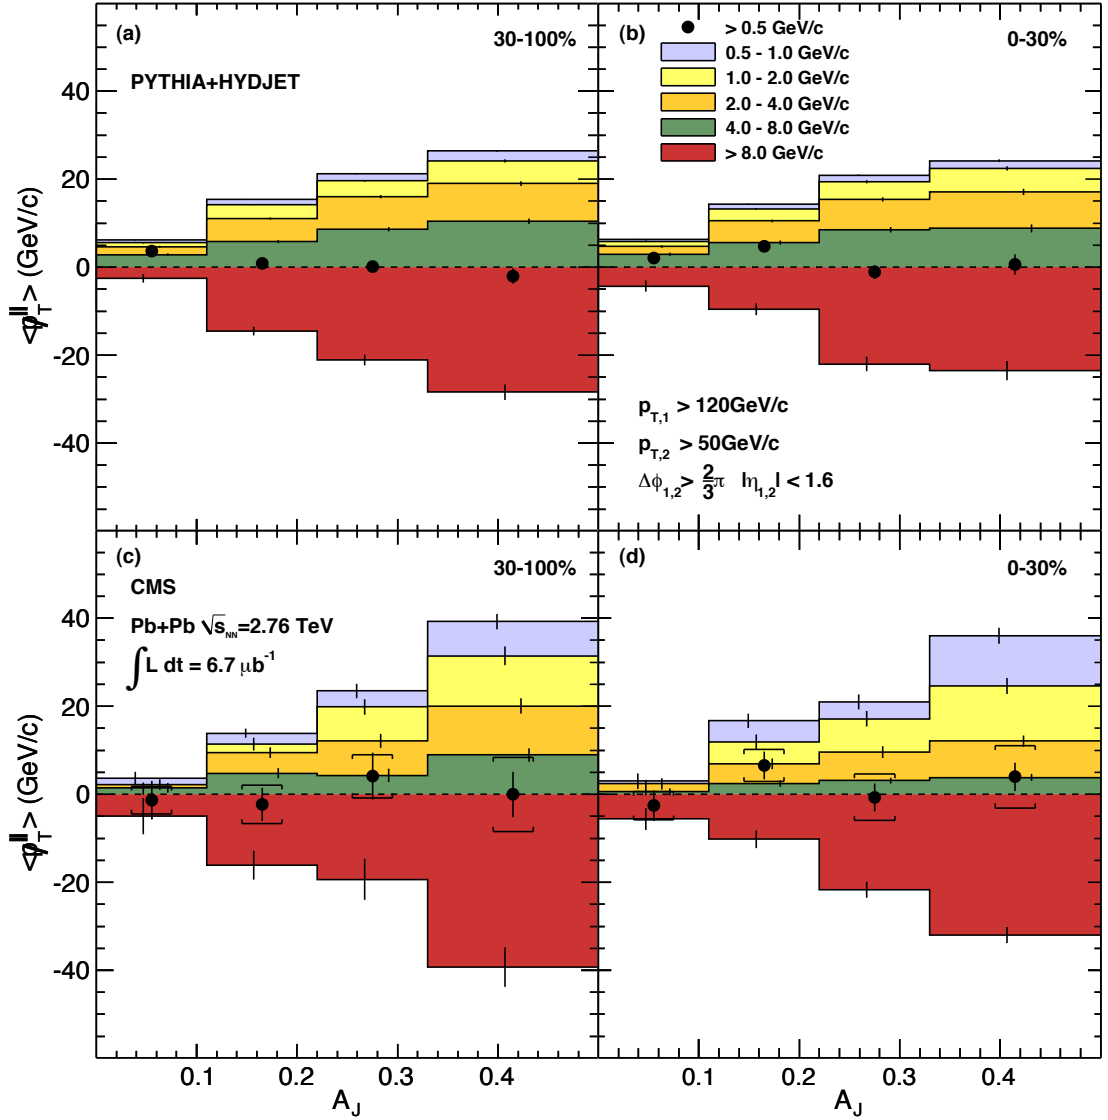 (a)
30-100%
PYTHIA+HYDJET
40
20
0
-20
-40
<p̸_T^||> (GeV/c)
(b)
0-30%
> 0.5 GeV/c
0.5 - 1.0 GeV/c
1.0 - 2.0 GeV/c
2.0 - 4.0 GeV/c
4.0 - 8.0 GeV/c
> 8.0 GeV/c
p_T,1 > 120GeV/c
p_T,2 > 50GeV/c
Δϕ_1,2 > 2/3 π |η_1,2| < 1.6
(c)
30-100%
CMS
Pb+Pb √s_NN=2.76 TeV
∫L dt = 6.7 μb^-1
40
20
0
-20
-40
<p̸_T^||> (GeV/c)
0.1
0.2
0.3
0.4
A_J
(d)
0-30%
0.1
0.2
0.3
0.4
A_J